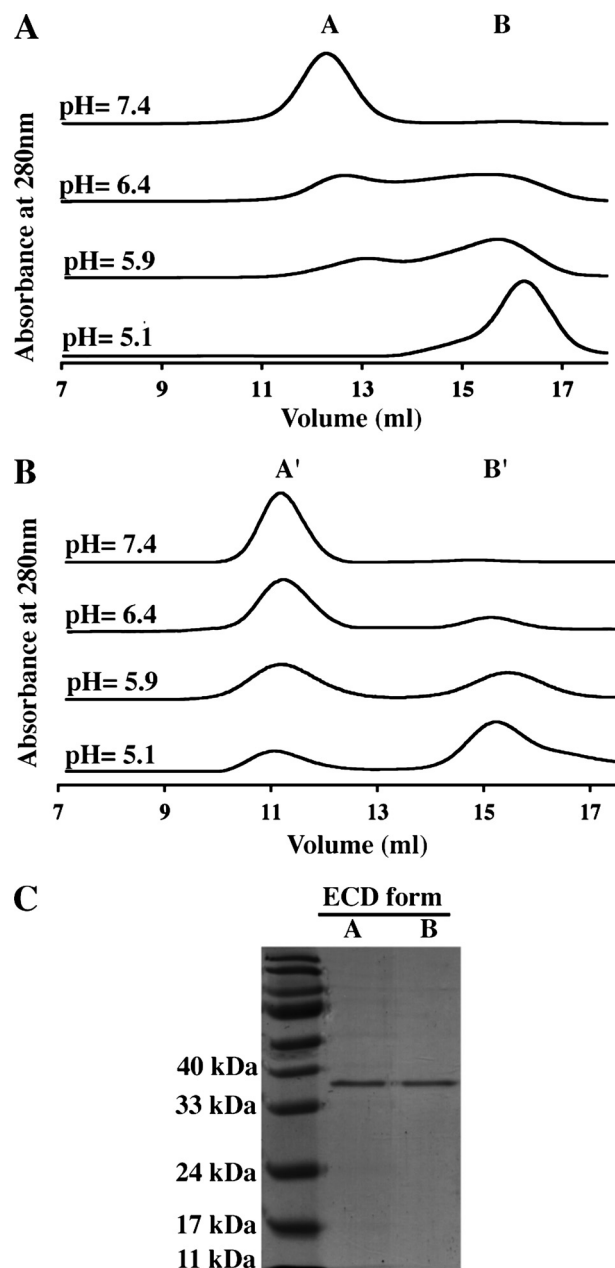 A
A B
pH= 7.4
pH= 6.4
pH= 5.9
pH= 5.1
Absorbance at 280nm
7 11 13 15 17
Volume (ml)
B
A' B'
pH= 7.4
pH= 6.4
pH= 5.9
pH= 5.1
Absorbance at 280nm
7 9 11 13 15 17
Volume (ml)
C
ECD form
A B
40 kDa
33 kDa
24 kDa
17 kDa
11 kDa